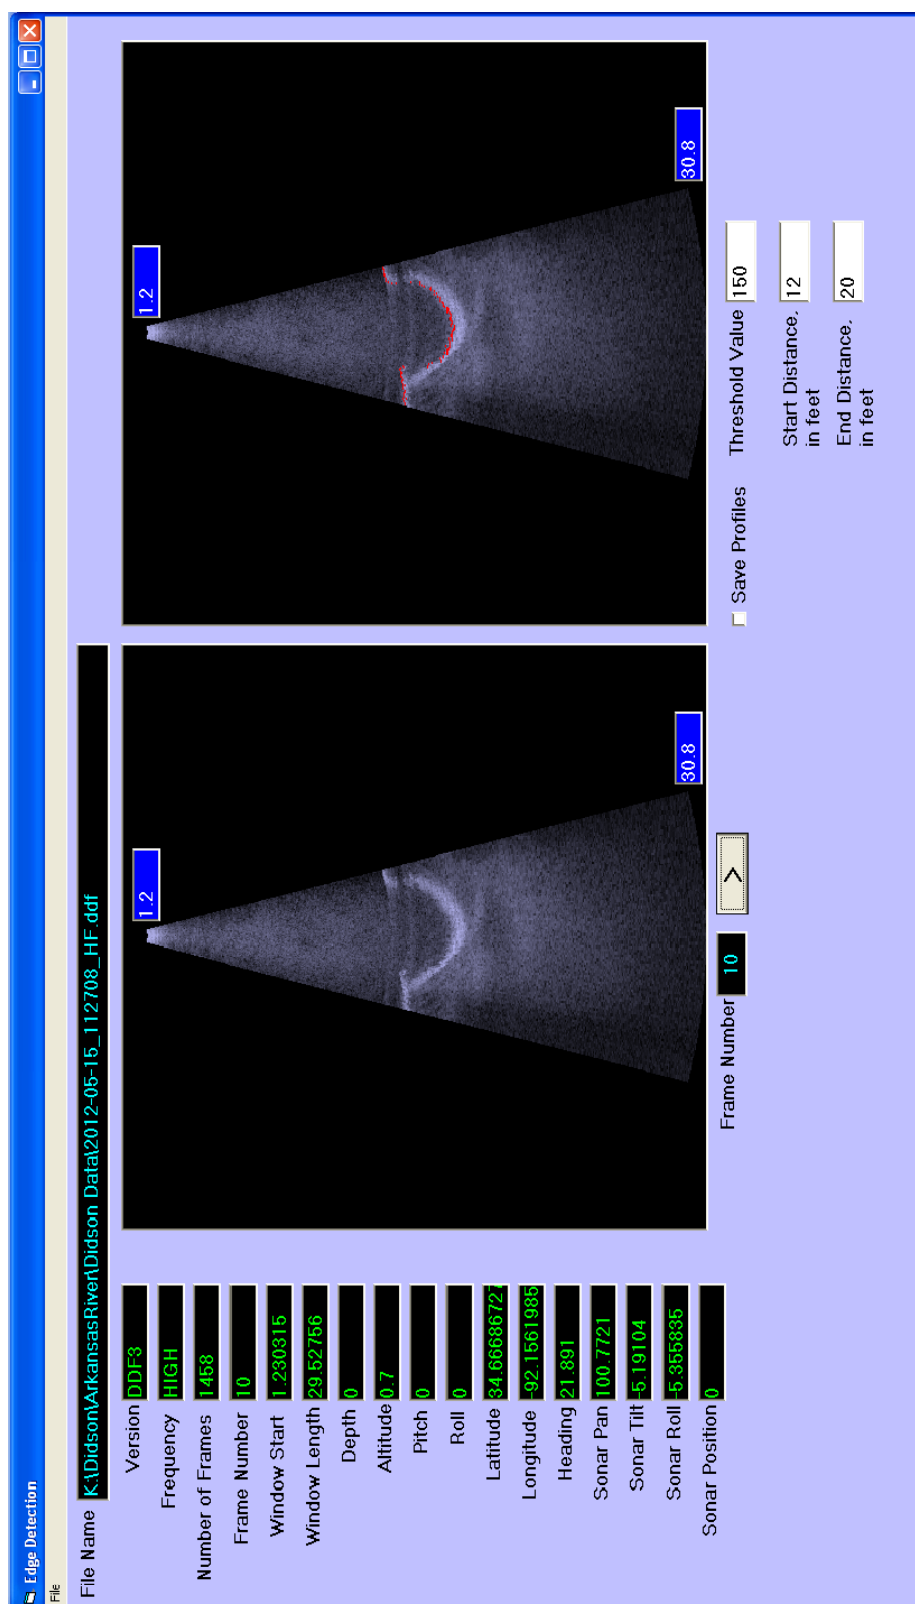 Edge Detection
File
File Name K:\Didson\ArkansasRiver\Didson Data\2012-05-15_112708_HF.ddf
Version DDF3
Frequency HIGH
Number of Frames 1458
Frame Number 10
Window Start 1.230315
Window Length 29.52756
Depth 0
Altitude 0.7
Pitch 0
Roll 0
Latitude 34.66686727
Longitude -92.1561985
Heading 21.891
Sonar Pan 100.7721
Sonar Tilt -5.19104
Sonar Roll -5.355835
Sonar Position 0
1.2
30.8
Frame Number 10 >
1.2
30.8
Save Profiles Threshold Value 150
Start Distance, in feet 12
End Distance, in feet 20